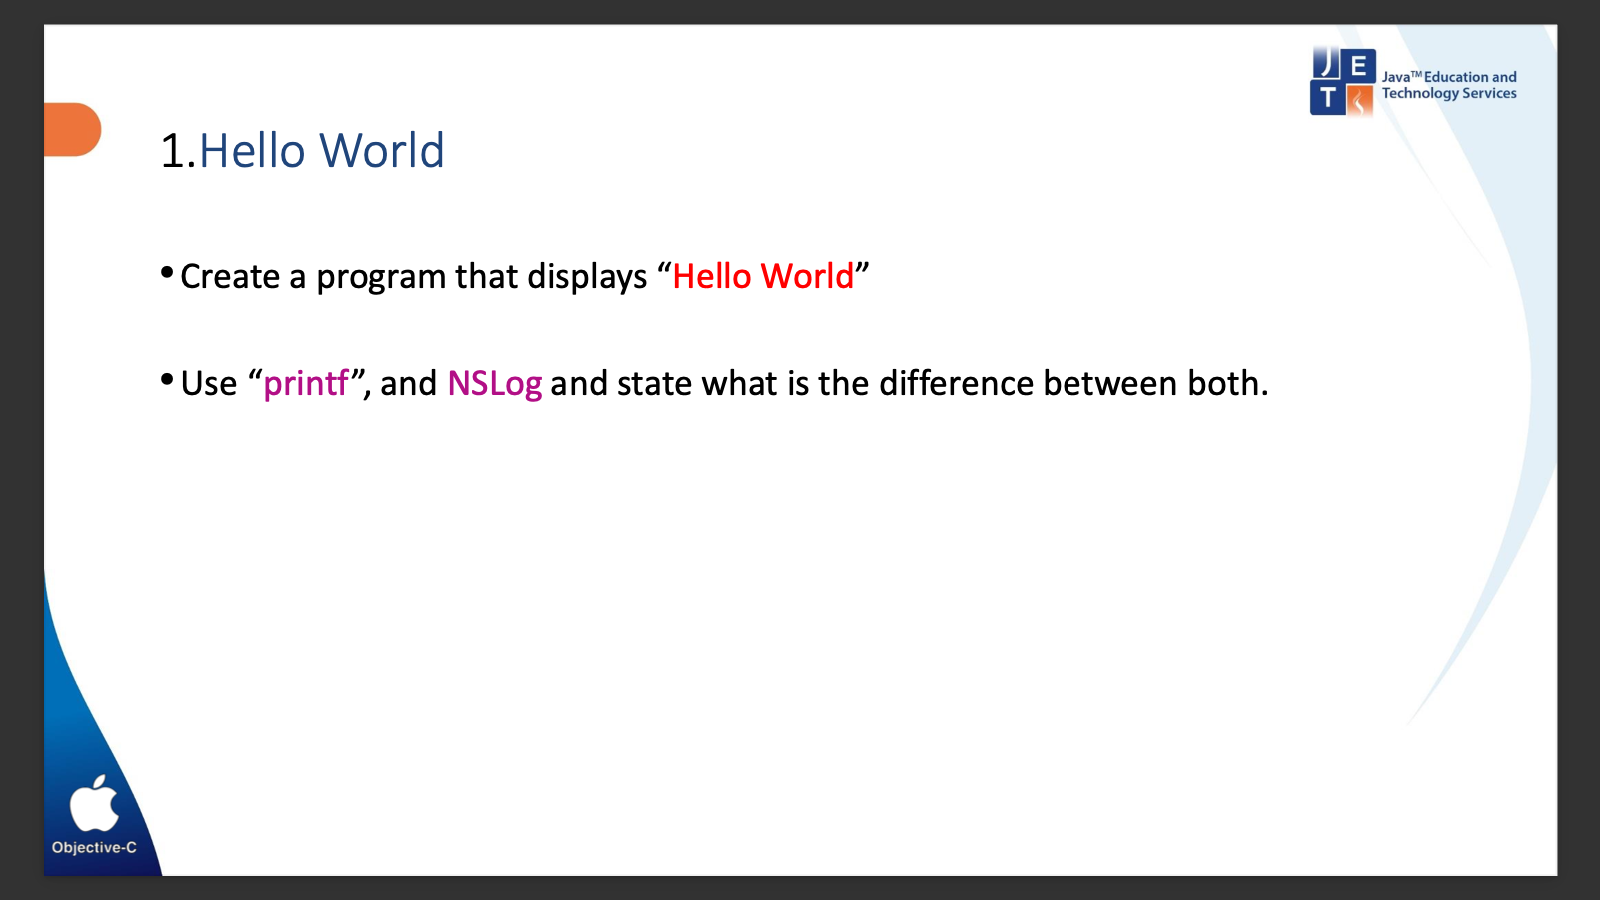 J E
T
Java™ Education and
Technology Services
1.Hello World
•Create a program that displays “Hello World”
•Use “printf”, and NSLog and state what is the difference between both.
Objective-C